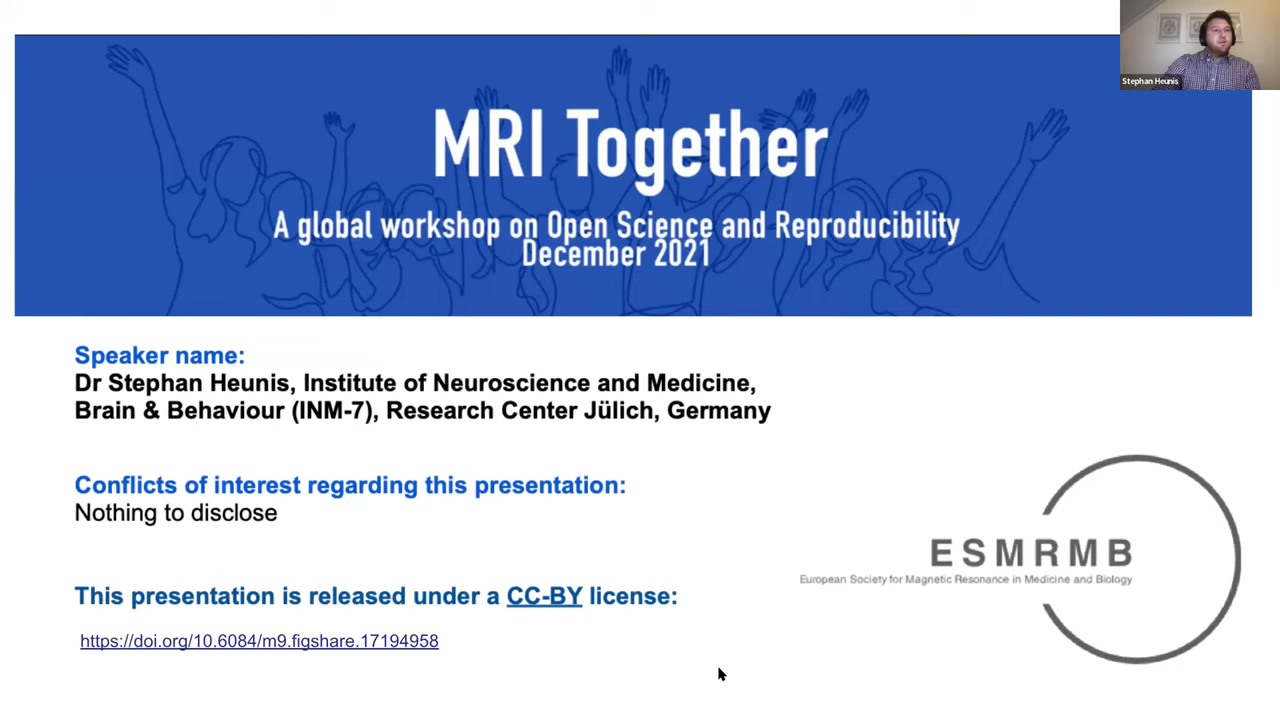 Stephan Heunis
MRI Together
A global workshop on Open Science and Reproducibility
December 2021
Speaker name:
Dr Stephan Heunis, Institute of Neuroscience and Medicine,
Brain & Behaviour (INM-7), Research Center Jülich, Germany
Conflicts of interest regarding this presentation:
Nothing to disclose
ESMRMB
European Society for Magnetic Resonance in Medicine and Biology
This presentation is released under a CC-BY license:
https://doi.org/10.6084/m9.figshare.17194958